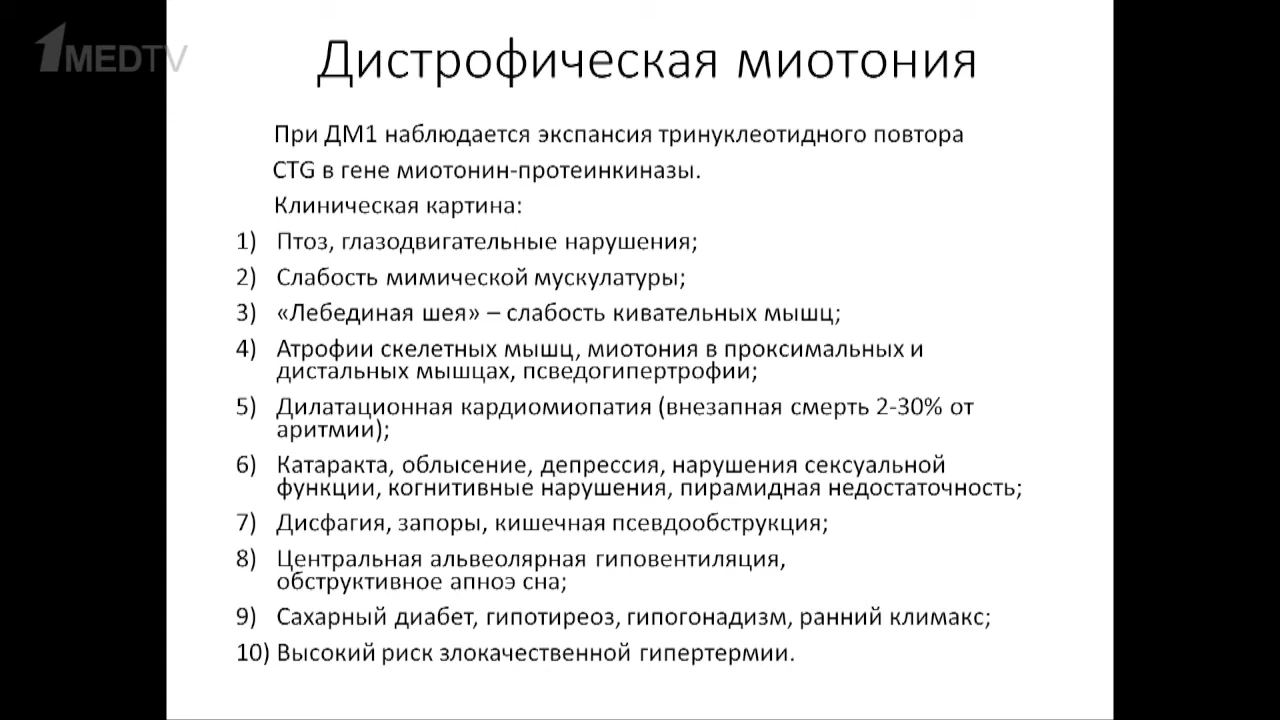 1MEDTV
Дистрофическая миотония
При ДМ1 наблюдается экспансия тринуклеотидного повтора
CTG в гене миотонин-протеинкиназы.
Клиническая картина:
1) Птоз, глазодвигательные нарушения;
2) Слабость мимической мускулатуры;
3) «Лебединая шея» – слабость кивательных мышц;
4) Атрофии скелетных мышц, миотония в проксимальных и
дистальных мышцах, псведогипертрофии;
5) Дилатационная кардиомиопатия (внезапная смерть 2-30% от
аритмии);
6) Катаракта, облысение, депрессия, нарушения сексуальной
функции, когнитивные нарушения, пирамидная недостаточность;
7) Дисфагия, запоры, кишечная псевдообструкция;
8) Центральная альвеолярная гиповентиляция,
обструктивное апноэ сна;
9) Сахарный диабет, гипотиреоз, гипогонадизм, ранний климакс;
10) Высокий риск злокачественной гипертермии.